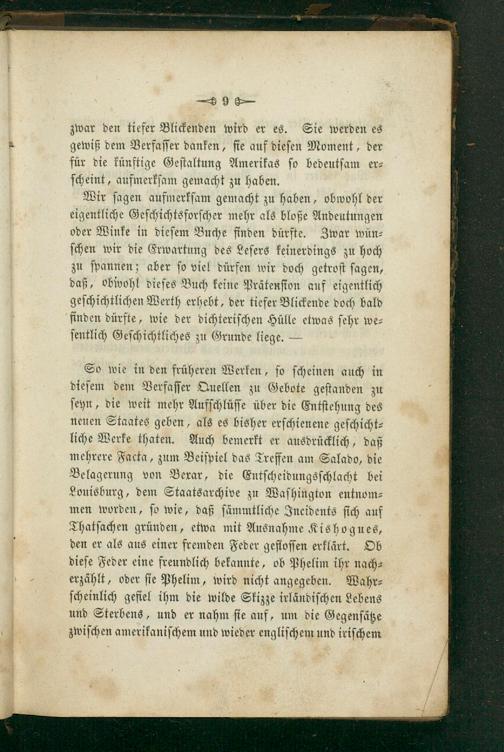 9
zwar den tiefer Blickenden wird er es. Sie werden es
gewiß dem Verfasser danken, sie auf diesen Moment, der
für die künftige Gestaltung Amerikas so bedeutsam er-
scheint, aufmerksam gemacht zu haben.
Wir sagen aufmerksam gemacht zu haben, obwohl der
eigentliche Geschichtsforscher mehr als bloße Andeutungen
oder Winke in diesem Buche finden dürfte. Zwar wün-
schen wir die Erwartung des Lesers keinerdings zu hoch
zu spannen; aber so viel dürfen wir doch getrost sagen,
daß, obwohl dieses Buch keine Prätension auf eigentlich
geschichtlichen Werth erhebt, der tiefer Blickende doch bald
finden dürfte, wie der dichterischen Hülle etwas sehr we-
sentlich Geschichtliches zu Grunde liege. —
So wie in den früheren Werken, so scheinen auch in
diesem dem Verfasser Quellen zu Gebote gestanden zu
seyn, die weit mehr Aufschlüsse über die Entstehung des
neuen Staates geben, als es bisher erschienene geschicht-
liche Werke thaten. Auch bemerkt er ausdrücklich, daß
mehrere Facta, zum Beispiel das Treffen am Salado, die
Belagerung von Bexar, die Entscheidungsschlacht bei
Louisburg, dem Staatsarchive zu Washington entnom-
men worden, so wie, daß sämmtliche Incidents sich auf
Thatsachen gründen, etwa mit Ausnahme Kishogues,
den er als aus einer fremden Feder geflossen erklärt. Ob
diese Feder eine freundlich bekannte, ob Phelim ihr nach-
erzählt, oder sie Phelim, wird nicht angegeben. Wahr-
scheinlich gefiel ihm die wilde Skizze irländischen Lebens
und Sterbens, und er nahm sie auf, um die Gegensätze
zwischen amerikanischem und wieder englischem und irischem